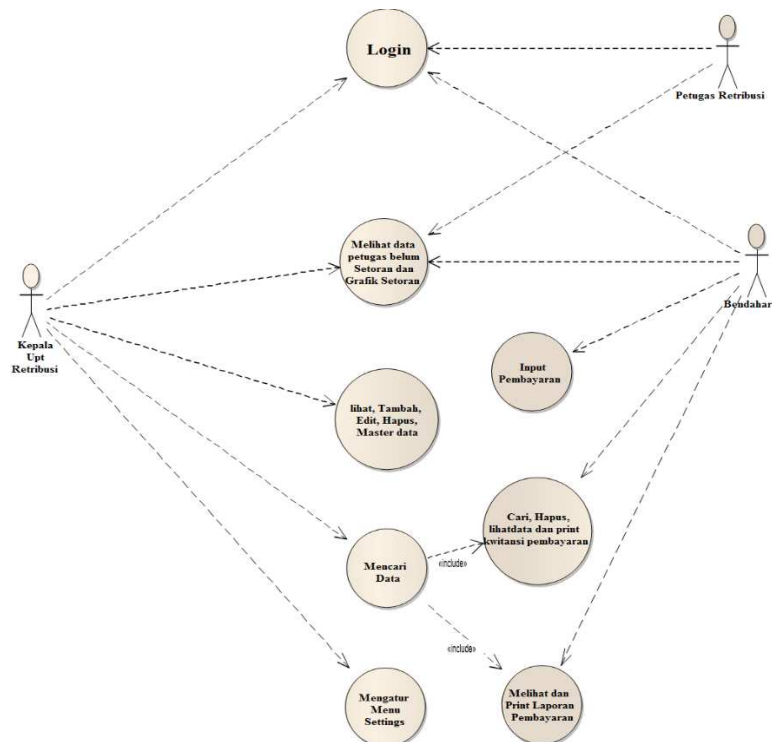 Login
Petugas Retribusi
Melihat data
petugas belum
Setoran dan
Grafik Setoran
Bendahar
Kepala
Upt
Retribusi
Input
Pembayaran
lihat, Tambah,
Edit, Hapus,
Master data
Cari, Hapus,
lihatdata dan print
kwitansi pembayaran
Mencari
Data
«include»
«include»
Mengatur
Menu
Settings
Melihat dan
Print Laporan
Pembayaran